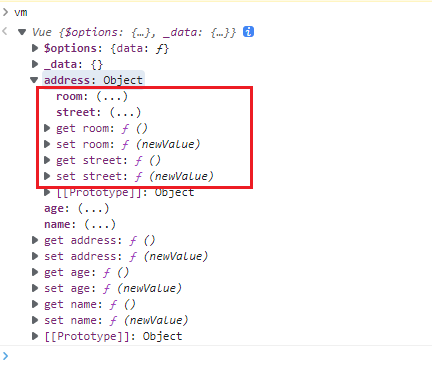 vm
Vue {$options: {…}, _data: {…}} i
$options: {data: ƒ}
_data: {}
address: Object
room: (...)
street: (...)
get room: ƒ ()
set room: ƒ (newValue)
get street: ƒ ()
set street: ƒ (newValue)
[[Prototype]]: Object
age: (...)
name: (...)
get address: ƒ ()
set address: ƒ (newValue)
get age: ƒ ()
set age: ƒ (newValue)
get name: ƒ ()
set name: ƒ (newValue)
[[Prototype]]: Object